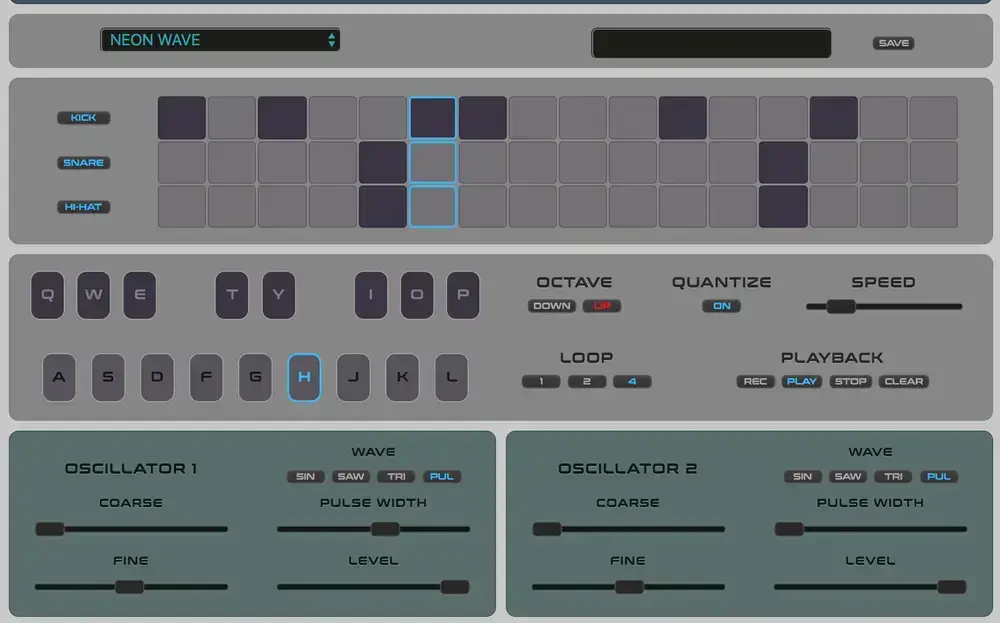 NEON WAVE
SAVE
KICK
SNARE
HI-HAT
Q W E T Y I O P
OCTAVE QUANTIZE SPEED
DOWN UP ON
A S D F G H J K L
LOOP PLAYBACK
1 2 4 REC PLAY STOP CLEAR
OSCILLATOR 1 WAVE
SIN SAW TRI PUL
COARSE PULSE WIDTH
FINE LEVEL
OSCILLATOR 2 WAVE
SIN SAW TRI PUL
COARSE PULSE WIDTH
FINE LEVEL